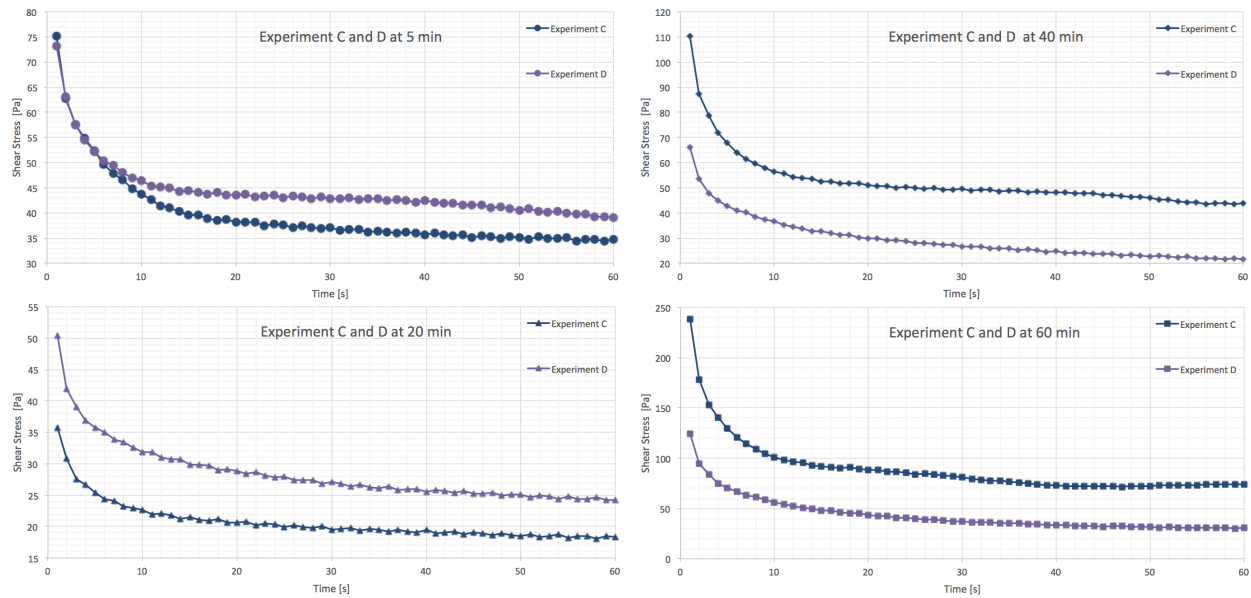 Experiment C and D at 5 min
Experiment C
Experiment D
Shear Stress [Pa]
80
75
70
65
60
55
50
45
40
35
30
0 10 20 30 40 50 60
Time [s]
Experiment C and D at 40 min
Experiment C
Experiment D
Shear Stress [Pa]
120
110
100
90
80
70
60
50
40
30
20
0 10 20 30 40 50 60
Time [s]
Experiment C and D at 20 min
Experiment C
Experiment D
Shear Stress [Pa]
55
50
45
40
35
30
25
20
15
0 10 20 30 40 50 60
Time [s]
Experiment C and D at 60 min
Experiment C
Experiment D
Shear Stress [Pa]
250
200
150
100
50
0
0 10 20 30 40 50 60
Time [s]